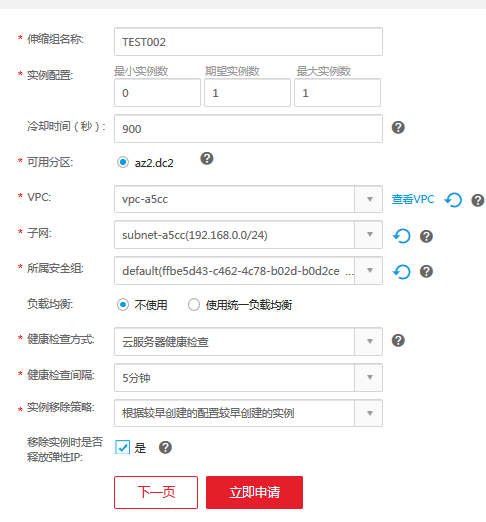 * 伸缩组名称: TEST002
* 实例配置: 最小实例数 期望实例数 最大实例数
0 1 1
冷却时间（秒）: 900 ?
* 可用分区: az2.dc2 ?
* VPC: vpc-a5cc 查看VPC ?
* 子网: subnet-a5cc(192.168.0.0/24) ?
* 所属安全组: default(ffbe5d43-c462-4c78-b02d-b0d2ce ... ?
负载均衡: 不使用 使用统一负载均衡
* 健康检查方式: 云服务器健康检查 ?
* 健康检查间隔: 5分钟
* 实例移除策略: 根据较早创建的配置较早创建的实例
移除实例时是否
释放弹性IP: 是 ?
下一页 立即申请